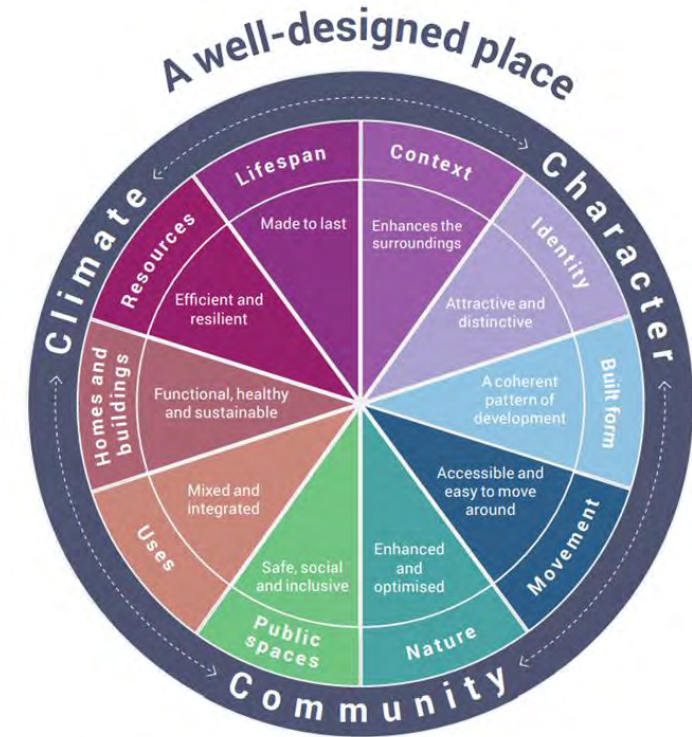 A well-designed place
Climate
Character
Community
Context
Enhances the
surroundings
Identity
Attractive and
distinctive
Built form
A coherent
pattern of
development
Movement
Accessible and
easy to move
around
Nature
Enhanced
and
optimised
Public
spaces
Safe, social
and inclusive
Uses
Mixed and
integrated
Homes and
buildings
Functional, healthy
and sustainable
Resources
Efficient and
resilient
Lifespan
Made to last